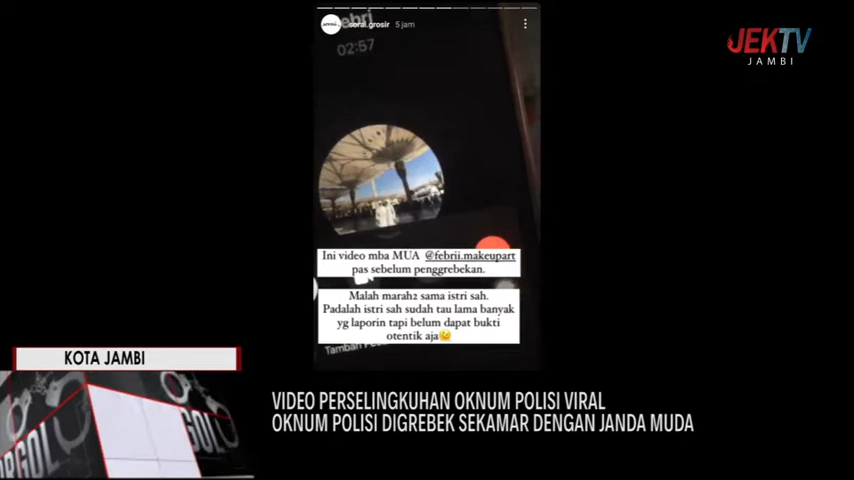 ebri
sorai.grosir 5 jam
02:57
JEKTV
JAMBI
Ini video mba MUA @febrii.makeupart
pas sebelum penggrebekan.
Malah marah2 sama istri sah.
Padalah istri sah sudah tau lama banyak
yg laporin tapi belum dapat bukti
otentik aja
Tambah
KOTA JAMBI
VIDEO PERSELINGKUHAN OKNUM POLISI VIRAL
OKNUM POLISI DIGREBEK SEKAMAR DENGAN JANDA MUDA